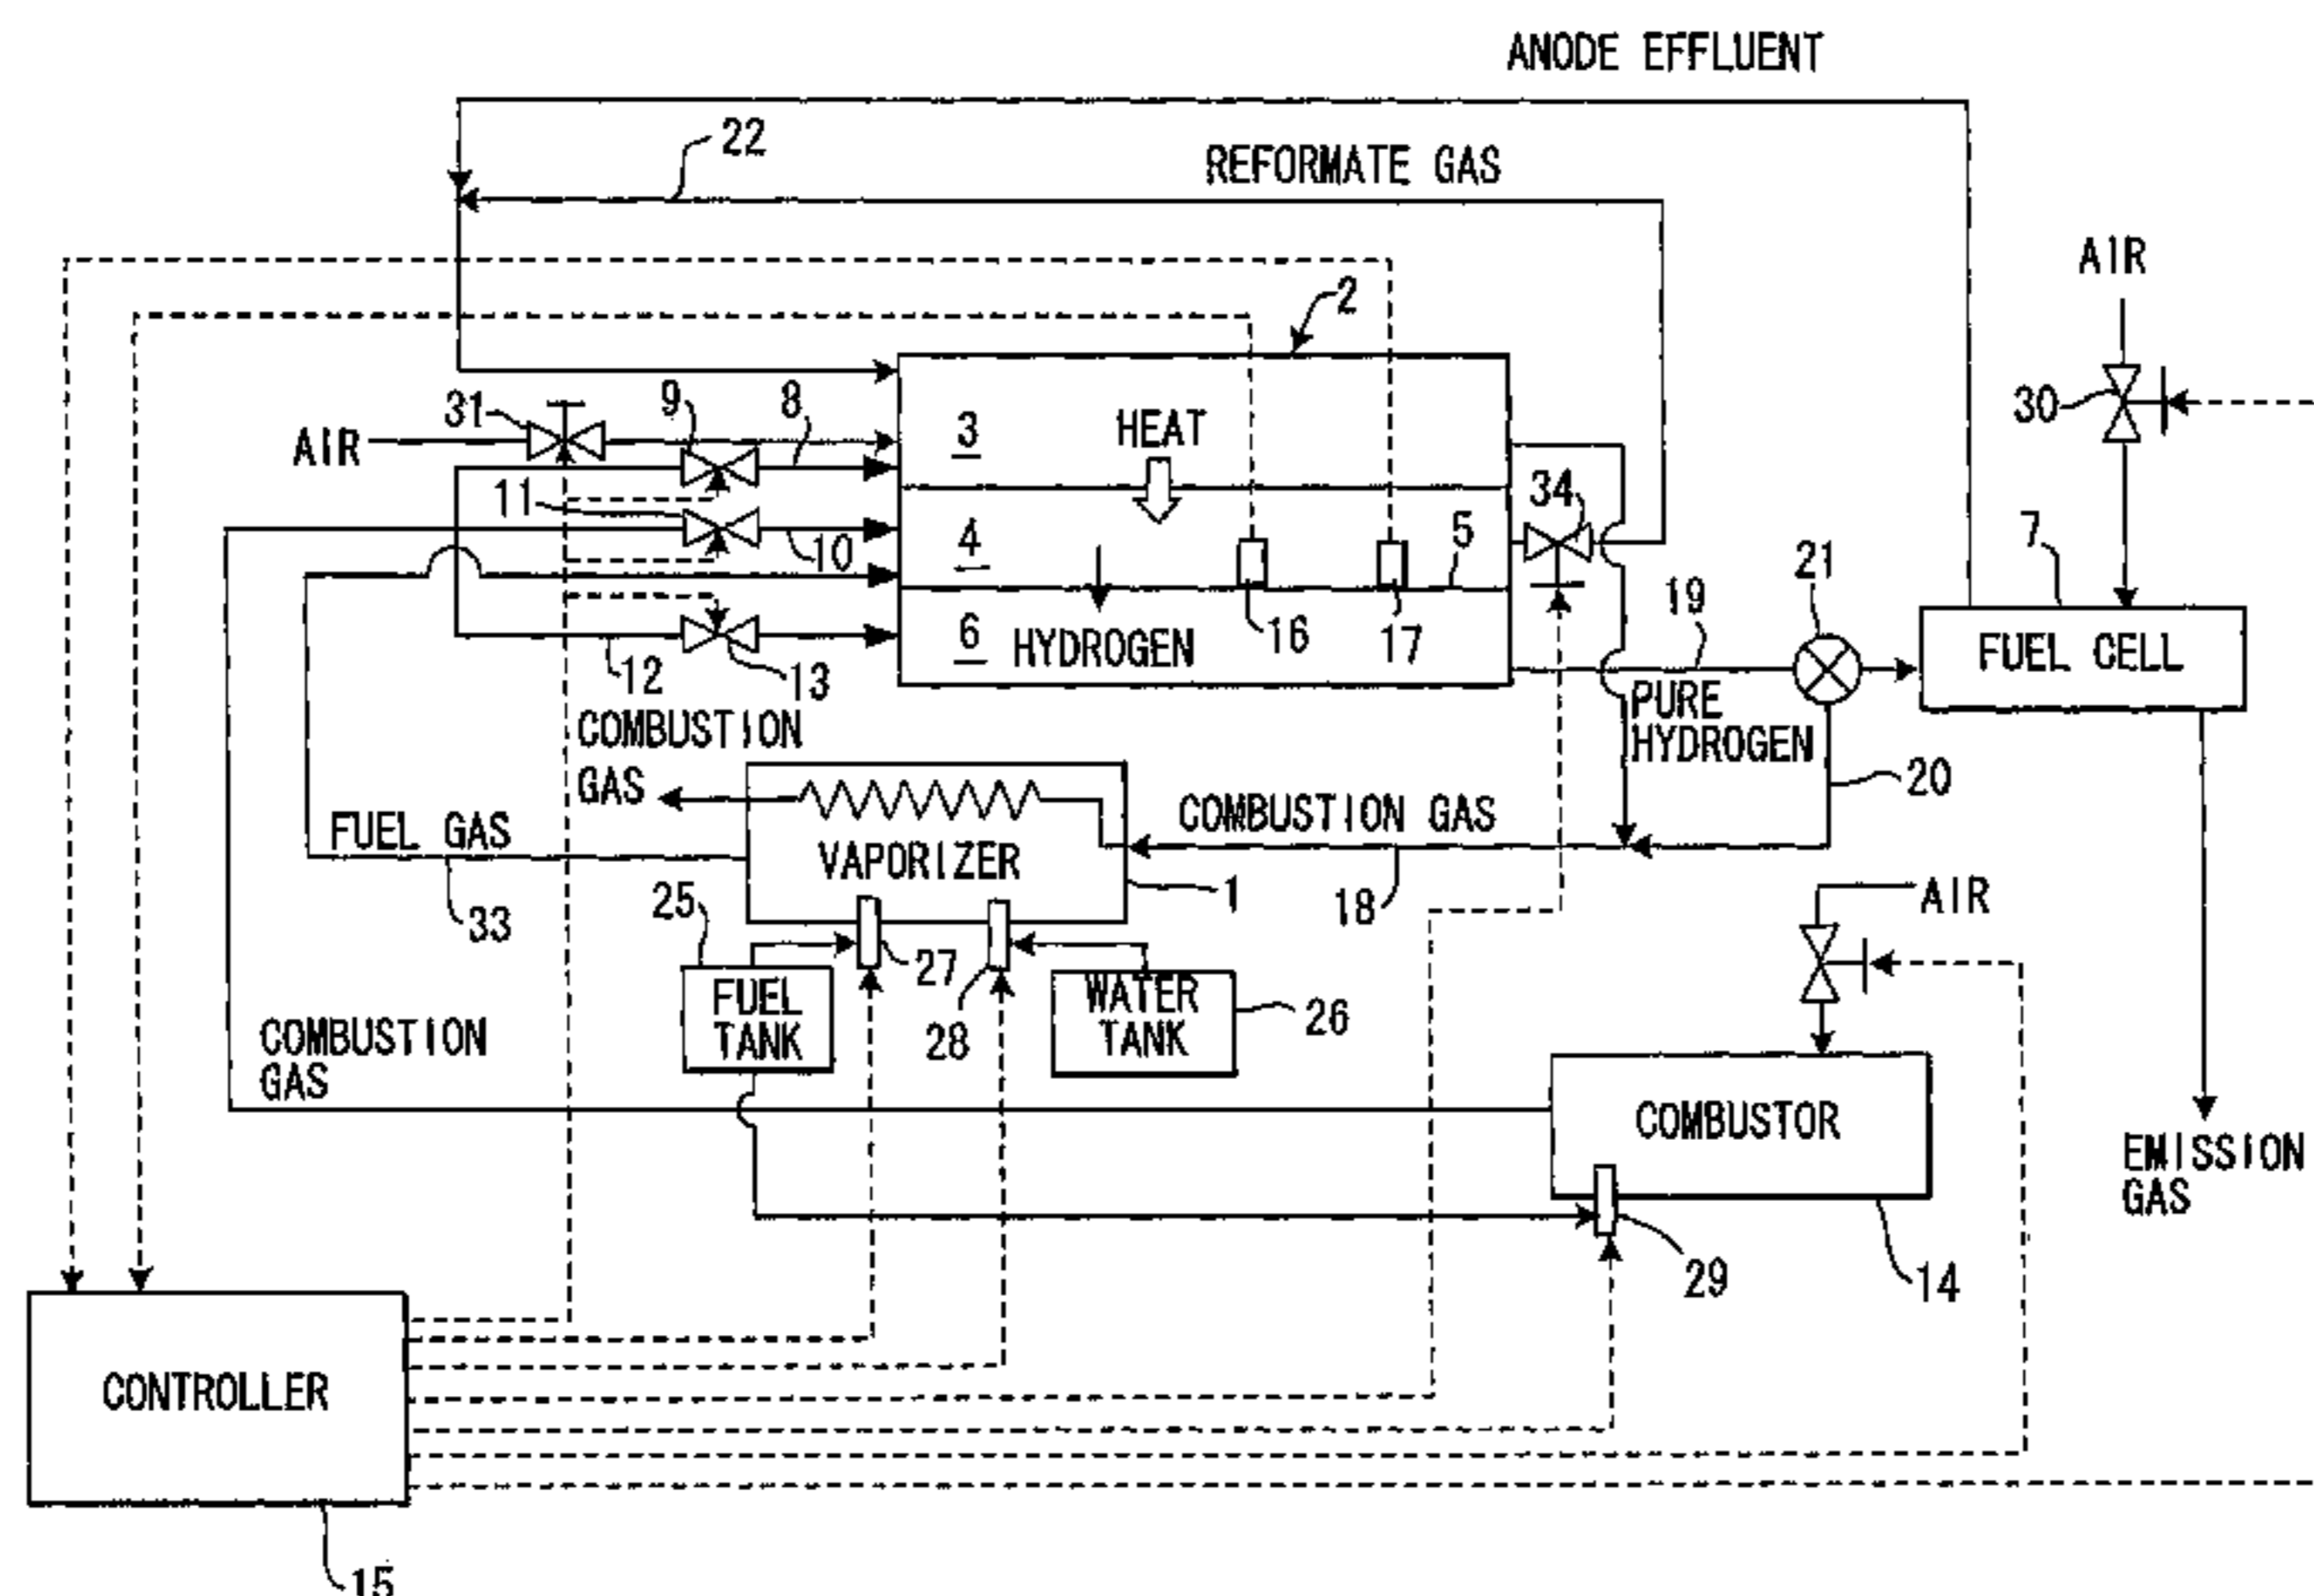 ANODE EFFLUENT
22
REFORMATE GAS
AIR
2
31
9
8
30
AIR
3
HEAT
11
34
10
4
5
7
21
19
6
HYDROGEN
16
17
FUEL CELL
12
13
PURE
HYDROGEN
COMBUSTION
GAS
20
COMBUSTION GAS
FUEL GAS
VAPORIZER
25
1
18
AIR
33
27
FUEL
TANK
28
WATER
TANK
26
COMBUSTION
GAS
COMBUSTOR
EMISSION
GAS
29
14
CONTROLLER
15